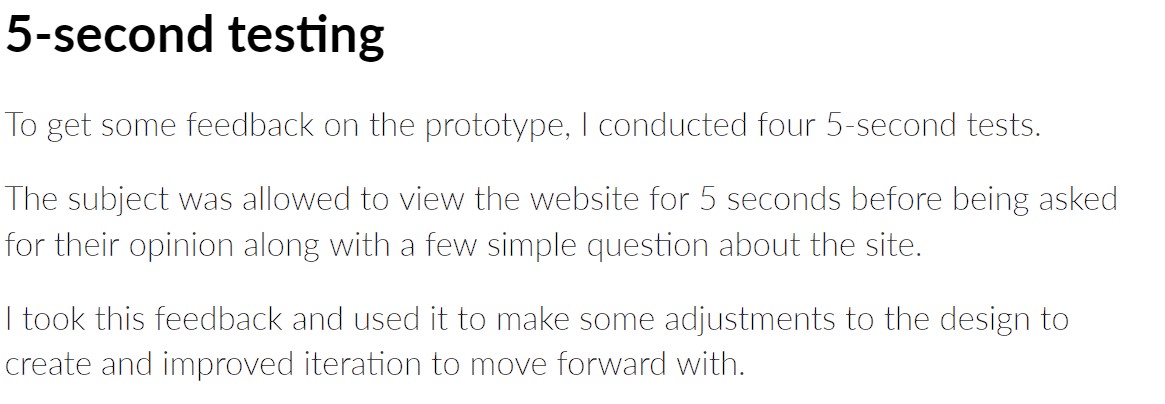 5-second testing
To get some feedback on the prototype, I conducted four 5-second tests.
The subject was allowed to view the website for 5 seconds before being asked
for their opinion along with a few simple question about the site.
I took this feedback and used it to make some adjustments to the design to
create and improved iteration to move forward with.